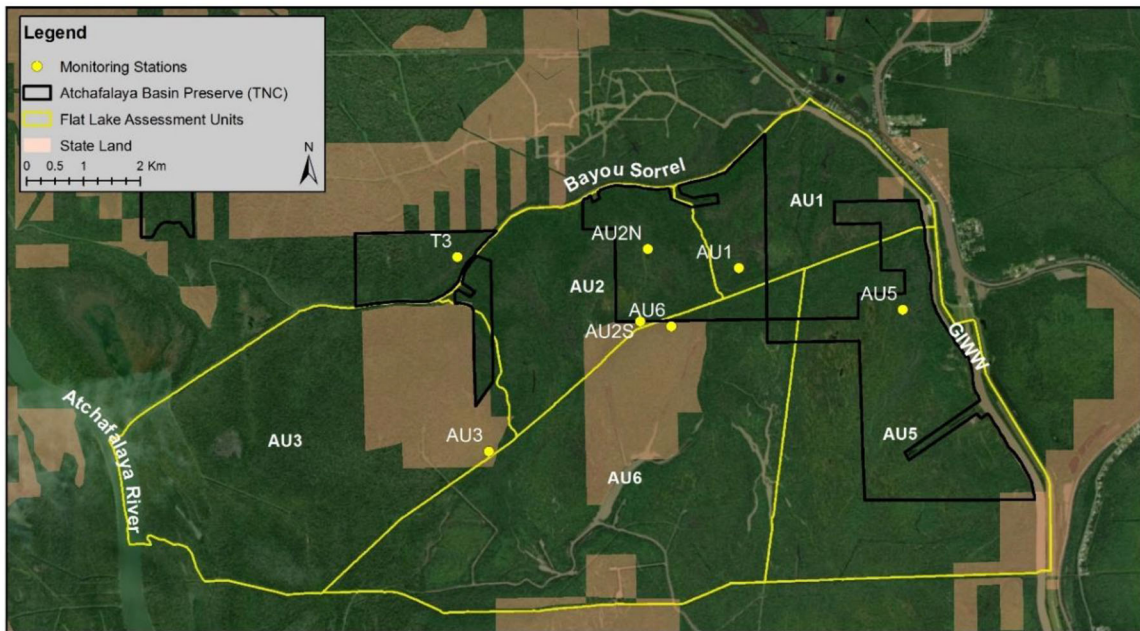 Legend
Monitoring Stations
Atchafalaya Basin Preserve (TNC)
Flat Lake Assessment Units
State Land
0 0.5 1 2 Km
N
Bayou Sorrel
AU1
T3
AU2N
AU1
AU2
AU6
AU5
AU2S
GIWW
Atchafalaya River
AU3
AU3
AU5
AU6